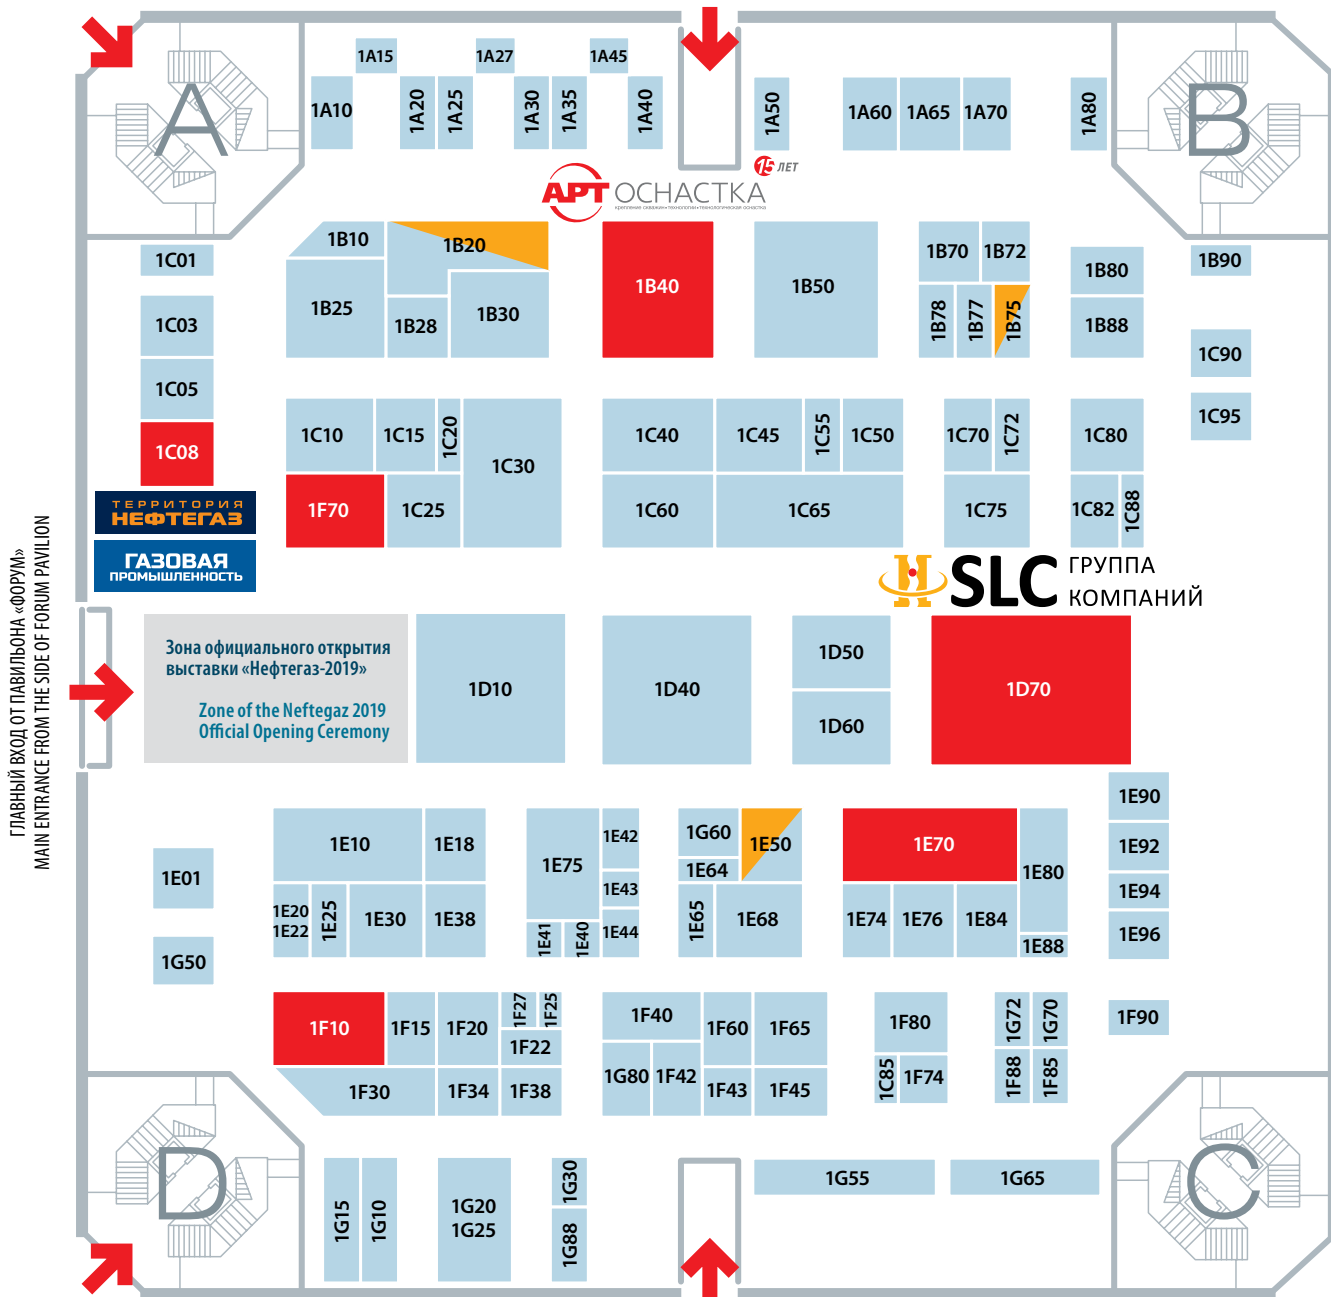 1A15
1A27
1A45
1A10
1A20
1A25
1A30
1A35
1A40
1A50
1A60
1A65
1A70
1A80
A
B
15 ЛЕТ
АРТ ОСНАСТКА
крепление скважин • технологии • технологическая оснастка
1B10
1B20
1B25
1B28
1B30
1B40
1B50
1B70
1B72
1B78
1B77
1B75
1B80
1B88
1B90
1C01
1C03
1C05
1C08
1C90
1C95
1C10
1C15
1C20
1C30
1F70
1C25
1C40
1C45
1C55
1C50
1C60
1C65
1C70
1C72
1C75
1C80
1C82
1C88
ТЕРРИТОРИЯ
НЕФТЕГАЗ
ГАЗОВАЯ
ПРОМЫШЛЕННОСТЬ
SLC ГРУППА
КОМПАНИЙ
ГЛАВНЫЙ ВХОД ОТ ПАВИЛЬОНА «ФОРУМ»
MAIN ENTRANCE FROM THE SIDE OF FORUM PAVILION
Зона официального открытия
выставки «Нефтегаз-2019»
Zone of the Neftegaz 2019
Official Opening Ceremony
1D10
1D40
1D50
1D60
1D70
1E90
1E92
1E94
1E96
1E01
1G50
1E10
1E18
1E20
1E22
1E25
1E30
1E38
1E75
1E42
1E43
1E44
1E41
1E40
1G60
1E64
1E50
1E65
1E68
1E70
1E80
1E74
1E76
1E84
1E88
1F10
1F15
1F20
1F27
1F25
1F22
1F30
1F34
1F38
1F40
1G80
1F42
1F60
1F65
1F43
1F45
1F80
1C85
1F74
1G72
1G70
1F88
1F85
1F90
D
C
1G15
1G10
1G20
1G25
1G30
1G88
1G55
1G65